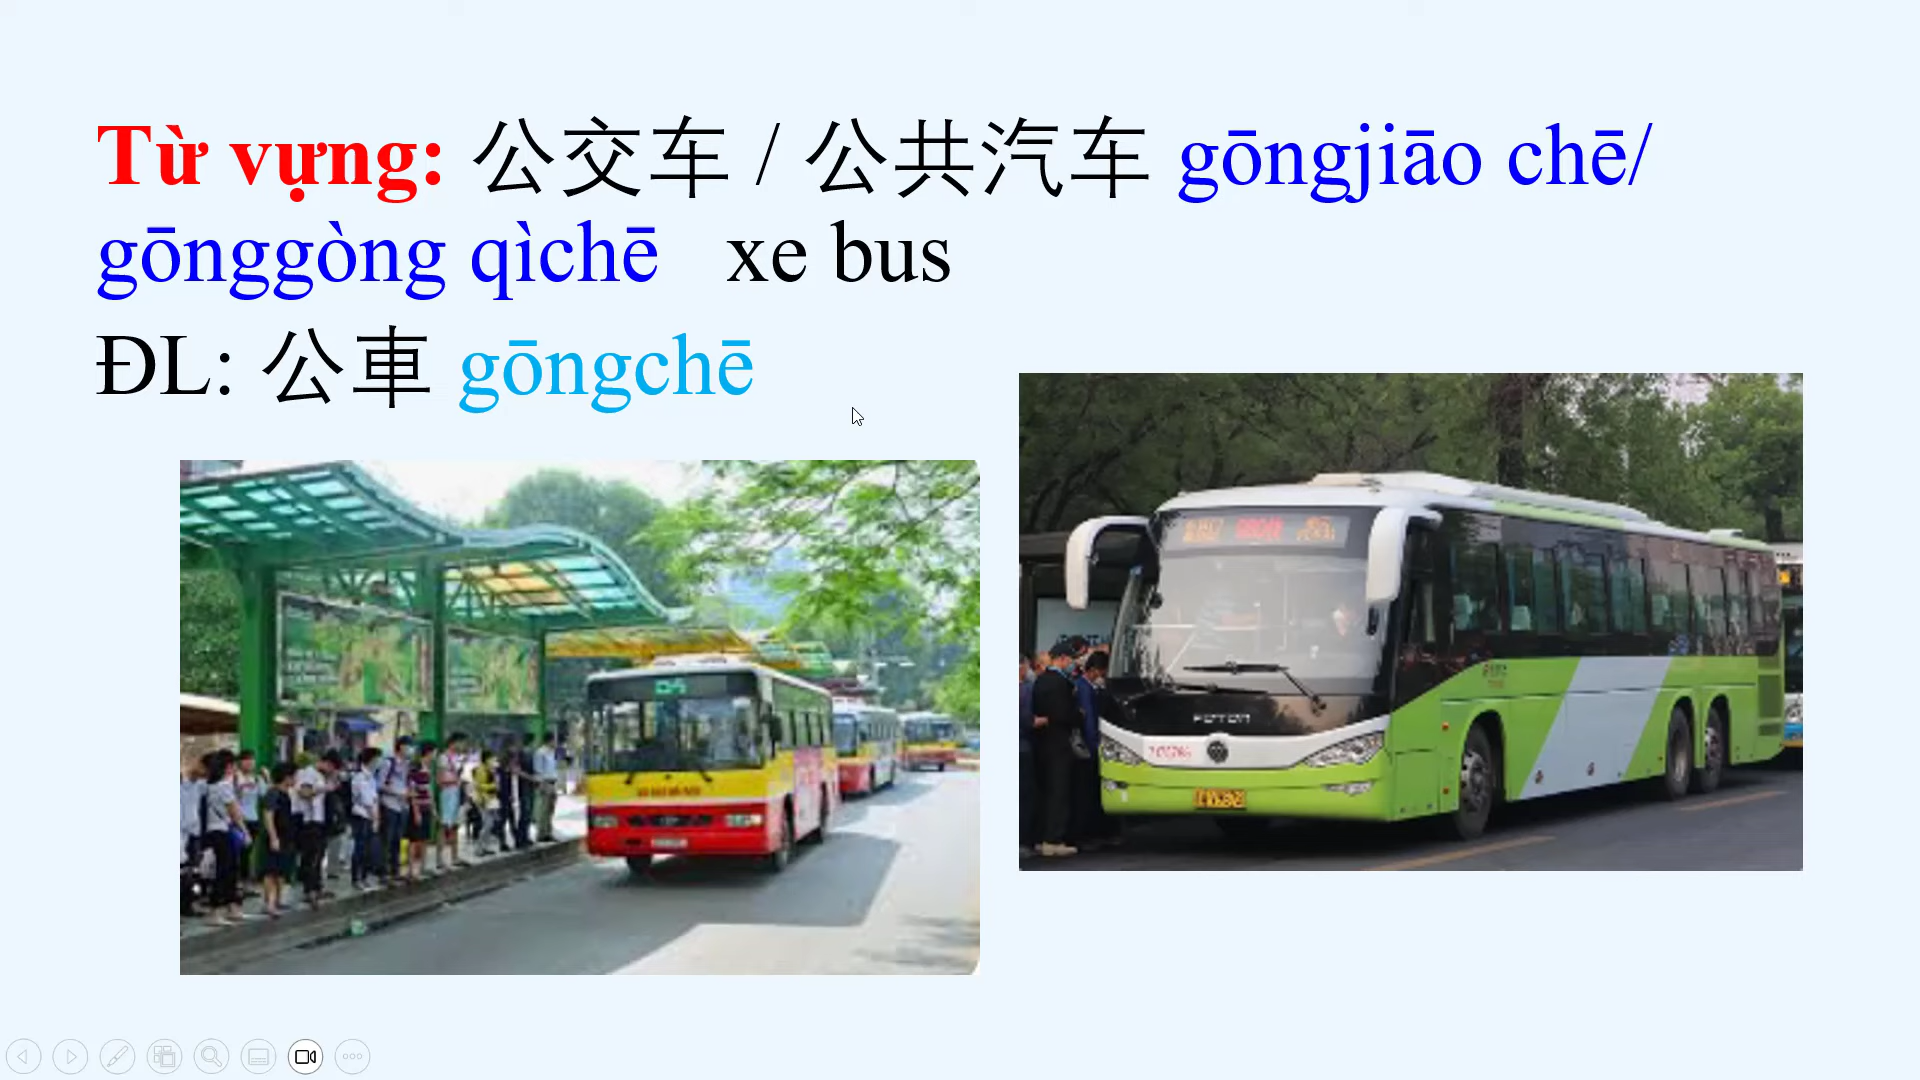 Từ vựng: 公交车 / 公共汽车 gōngjiāo chē/
gōnggòng qìchē xe bus
ĐL: 公車 gōngchē
FOTON